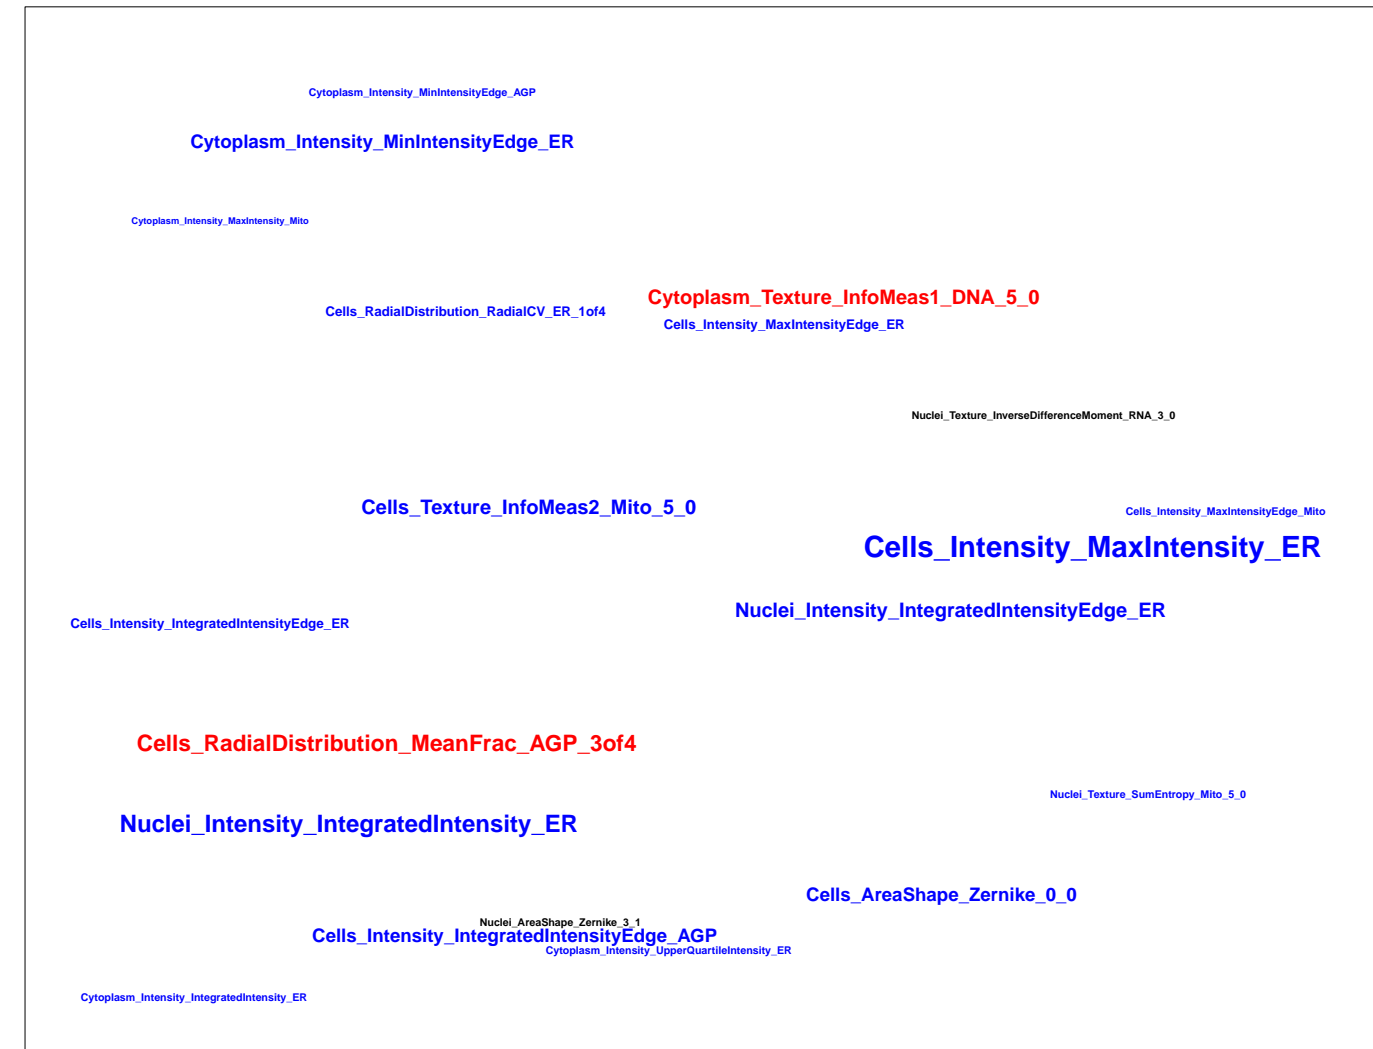 Cytoplasm_Intensity_MinIntensityEdge_AGP
Cytoplasm_Intensity_MinIntensityEdge_ER
Cytoplasm_Intensity_MaxIntensity_Mito
Cytoplasm_Texture_InfoMeas1_DNA_5_0
Cells_RadialDistribution_RadialCV_ER_1of4
Cells_Intensity_MaxIntensityEdge_ER
Nuclei_Texture_InverseDifferenceMoment_RNA_3_0
Cells_Texture_InfoMeas2_Mito_5_0
Cells_Intensity_MaxIntensityEdge_Mito
Cells_Intensity_MaxIntensity_ER
Nuclei_Intensity_IntegratedIntensityEdge_ER
Cells_Intensity_IntegratedIntensityEdge_ER
Cells_RadialDistribution_MeanFrac_AGP_3of4
Nuclei_Texture_SumEntropy_Mito_5_0
Nuclei_Intensity_IntegratedIntensity_ER
Cells_AreaShape_Zernike_0_0
Nuclei_AreaShape_Zernike_3_1
Cells_Intensity_IntegratedIntensityEdge_AGP
Cytoplasm_Intensity_UpperQuartileIntensity_ER
Cytoplasm_Intensity_IntegratedIntensity_ER